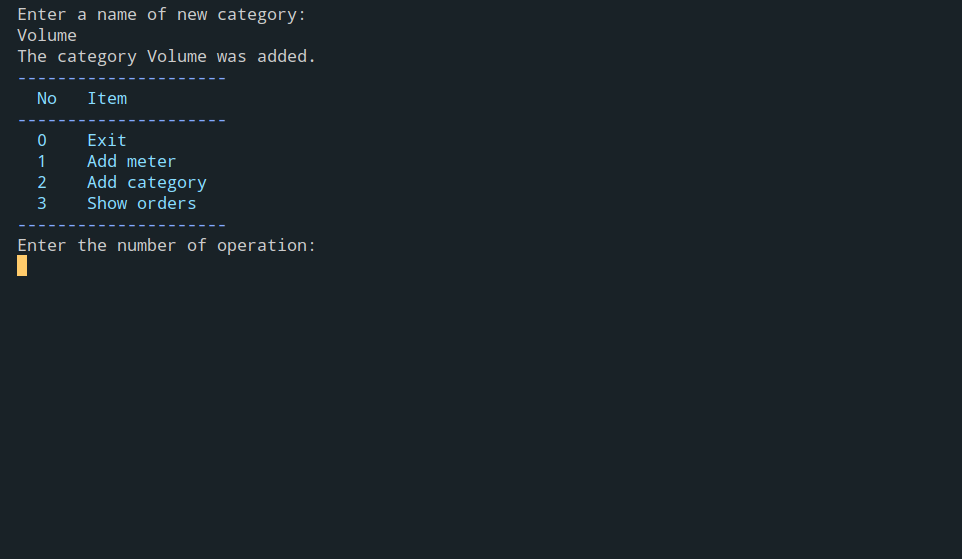 Enter a name of new category:
Volume
The category Volume was added.
---------------------
  No   Item
---------------------
  0    Exit
  1    Add meter
  2    Add category
  3    Show orders
---------------------
Enter the number of operation: